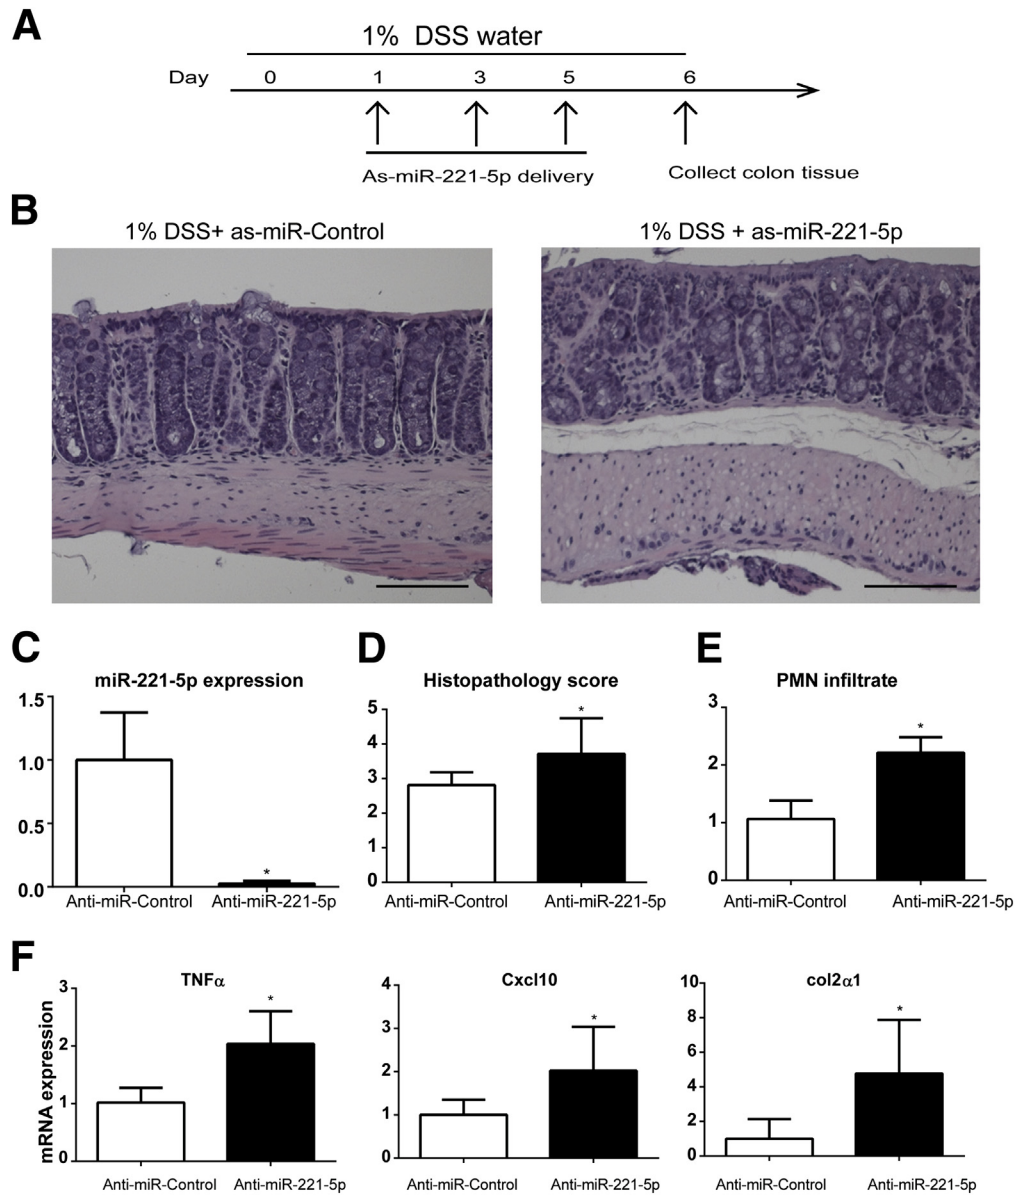 A
1% DSS water
Day 0 1 3 5 6
As-miR-221-5p delivery
Collect colon tissue
B
1% DSS+ as-miR-Control
1% DSS + as-miR-221-5p
C
miR-221-5p expression
1.5
1.0
0.5
0.0
*
Anti-miR-Control Anti-miR-221-5p
D
Histopathology score
5
4
3
2
1
0
*
Anti-miR-Control Anti-miR-221-5p
E
PMN infiltrate
3
2
1
0
*
Anti-miR-Control Anti-miR-221-5p
F
mRNA expression
TNFα
3
2
1
0
*
Anti-miR-Control Anti-miR-221-5p
Cxcl10
4
3
2
1
0
*
Anti-miR-Control Anti-miR-221-5p
col2α1
10
8
6
4
2
0
*
Anti-miR-Control Anti-miR-221-5p